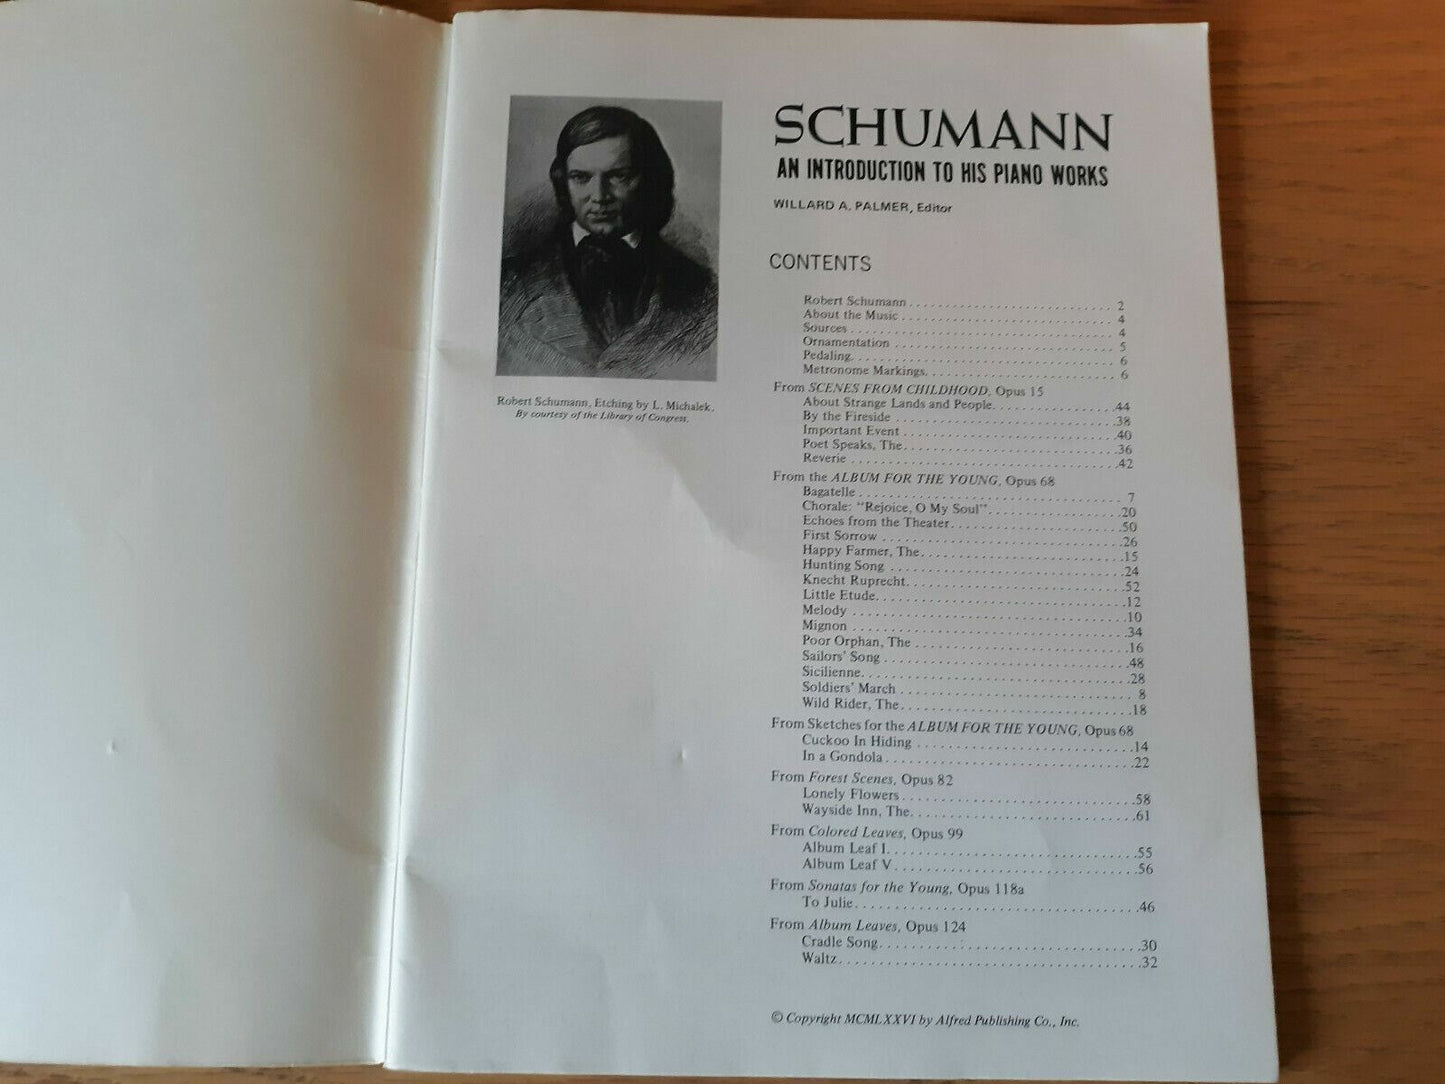 SCHUMANN
AN INTRODUCTION TO HIS PIANO WORKS
WILLARD A. PALMER, Editor
Robert Schumann, Etching by L. Michalek.
By courtesy of the Library of Congress.
CONTENTS
Robert Schumann . . . . . . . . . . 2
About the Music . . . . . . . . . . 4
Sources . . . . . . . . . . 4
Ornamentation . . . . . . . . . . 5
Pedaling. . . . . . . . . . . 6
Metronome Markings. . . . . . . . . . . 6
From SCENES FROM CHILDHOOD, Opus 15
About Strange Lands and People. . . . . . . . . . .44
By the Fireside . . . . . . . . . .38
Important Event . . . . . . . . . .40
Poet Speaks, The . . . . . . . . . .36
Reverie . . . . . . . . . .42
From the ALBUM FOR THE YOUNG, Opus 68
Bagatelle . . . . . . . . . . 7
Chorale: "Rejoice, O My Soul". . . . . . . . . . .20
Echoes from the Theater . . . . . . . . . .50
First Sorrow . . . . . . . . . .26
Happy Farmer, The . . . . . . . . . .15
Hunting Song . . . . . . . . . .24
Knecht Ruprecht. . . . . . . . . . .52
Little Etude. . . . . . . . . . .12
Melody . . . . . . . . . .10
Mignon . . . . . . . . . .34
Poor Orphan, The . . . . . . . . . .16
Sailors' Song . . . . . . . . . .48
Sicilienne. . . . . . . . . . .28
Soldiers' March . . . . . . . . . . 8
Wild Rider, The . . . . . . . . . .18
From Sketches for the ALBUM FOR THE YOUNG, Opus 68
Cuckoo In Hiding . . . . . . . . . .14
In a Gondola . . . . . . . . . .22
From Forest Scenes, Opus 82
Lonely Flowers . . . . . . . . . .58
Wayside Inn, The. . . . . . . . . . .61
From Colored Leaves, Opus 99
Album Leaf I. . . . . . . . . . .55
Album Leaf V . . . . . . . . . .56
From Sonatas for the Young, Opus 118a
To Julie . . . . . . . . . .46
From Album Leaves, Opus 124
Cradle Song. . . . . . . . . . .30
Waltz . . . . . . . . . .32
© Copyright MCMLXXVI by Alfred Publishing Co., Inc.